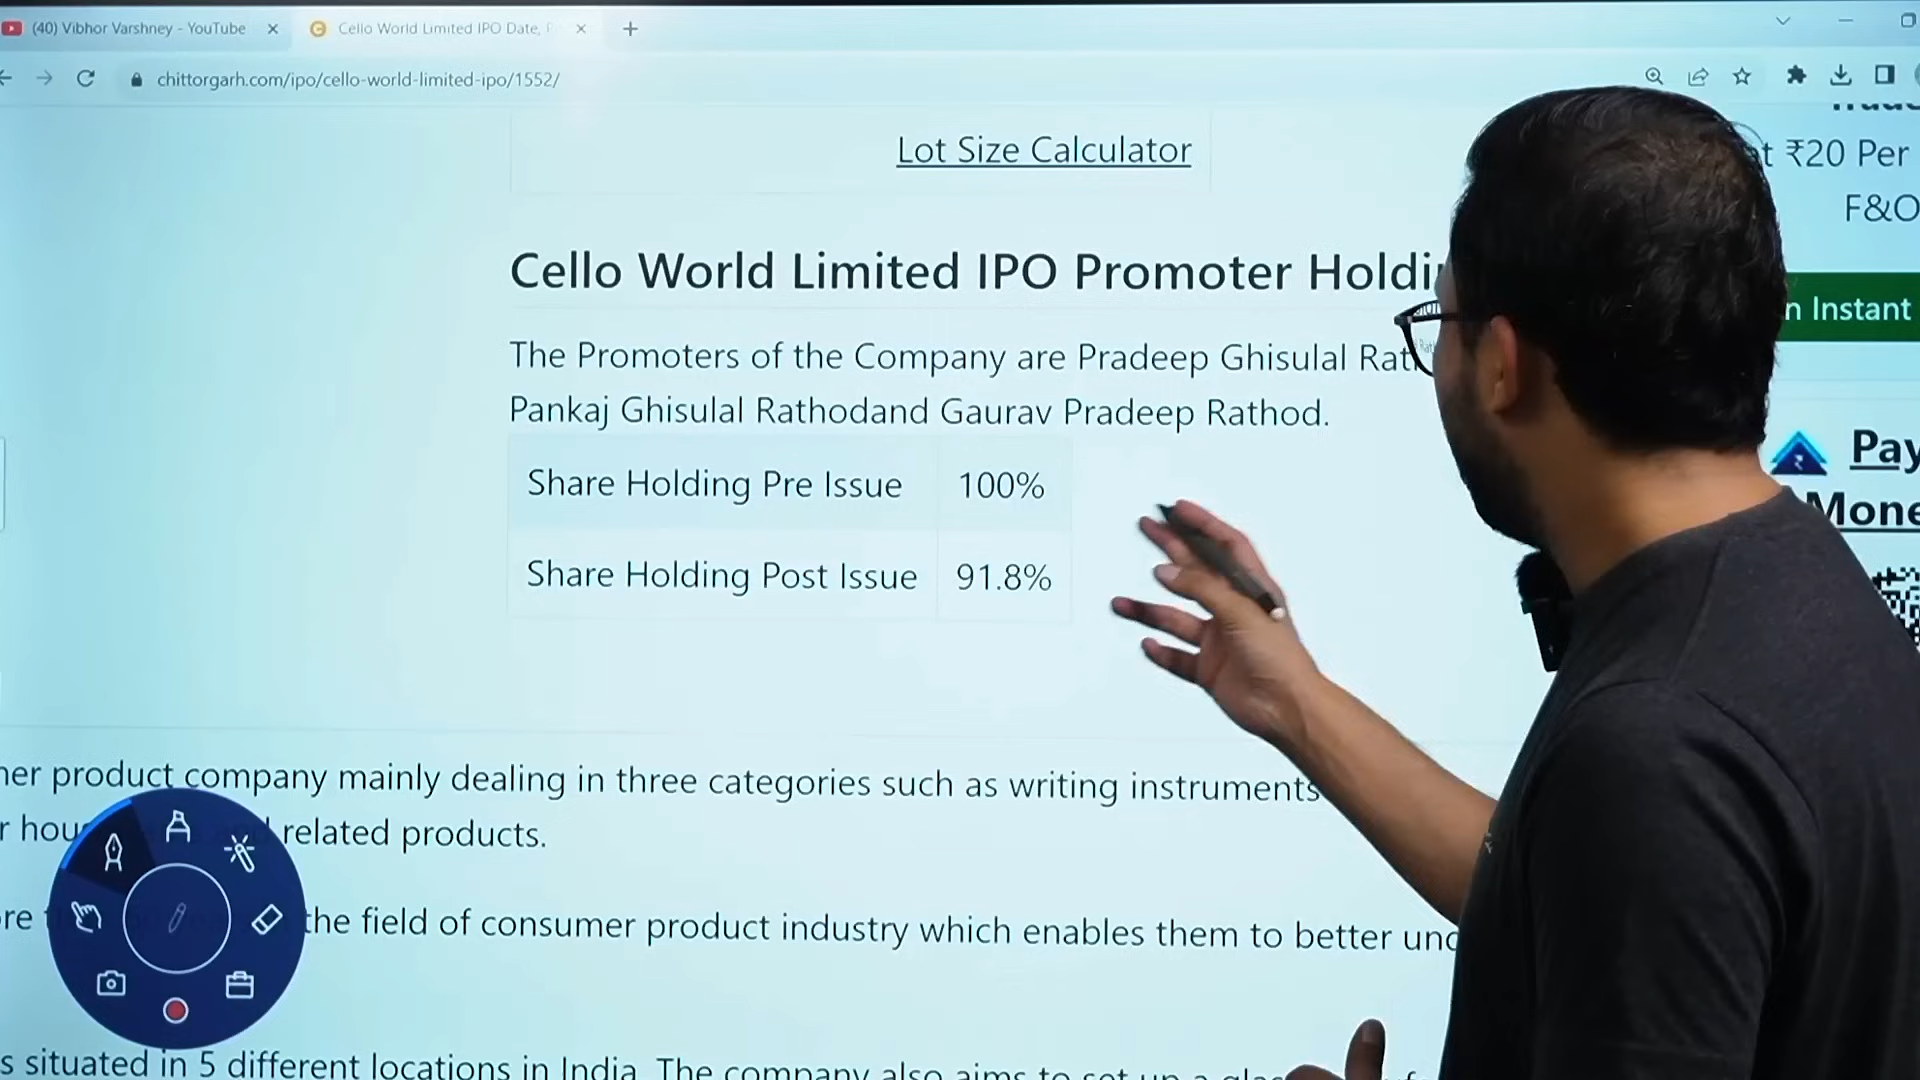 (40) Vibhor Varshney - YouTube
Cello World Limited IPO Date,
chittorgarh.com/ipo/cello-world-limited-ipo/1552/
Lot Size Calculator
₹20 Per
F&O
Cello World Limited IPO Promoter Holdi
n Instant
The Promoters of the Company are Pradeep Ghisulal Rat
Pankaj Ghisulal Rathodand Gaurav Pradeep Rathod.
Pay
Mone
Share Holding Pre Issue 100%
Share Holding Post Issue 91.8%
ner product company mainly dealing in three categories such as writing instruments
r hou related products.
re the field of consumer product industry which enables them to better und
s situated in 5 different locations in India. The company also aims to set up a